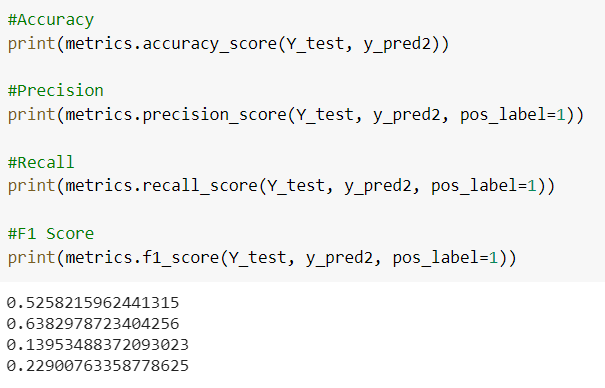 #Accuracy
print(metrics.accuracy_score(Y_test, y_pred2))
#Precision
print(metrics.precision_score(Y_test, y_pred2, pos_label=1))
#Recall
print(metrics.recall_score(Y_test, y_pred2, pos_label=1))
#F1 Score
print(metrics.f1_score(Y_test, y_pred2, pos_label=1))
0.5258215962441315
0.6382978723404256
0.13953488372093023
0.22900763358778625